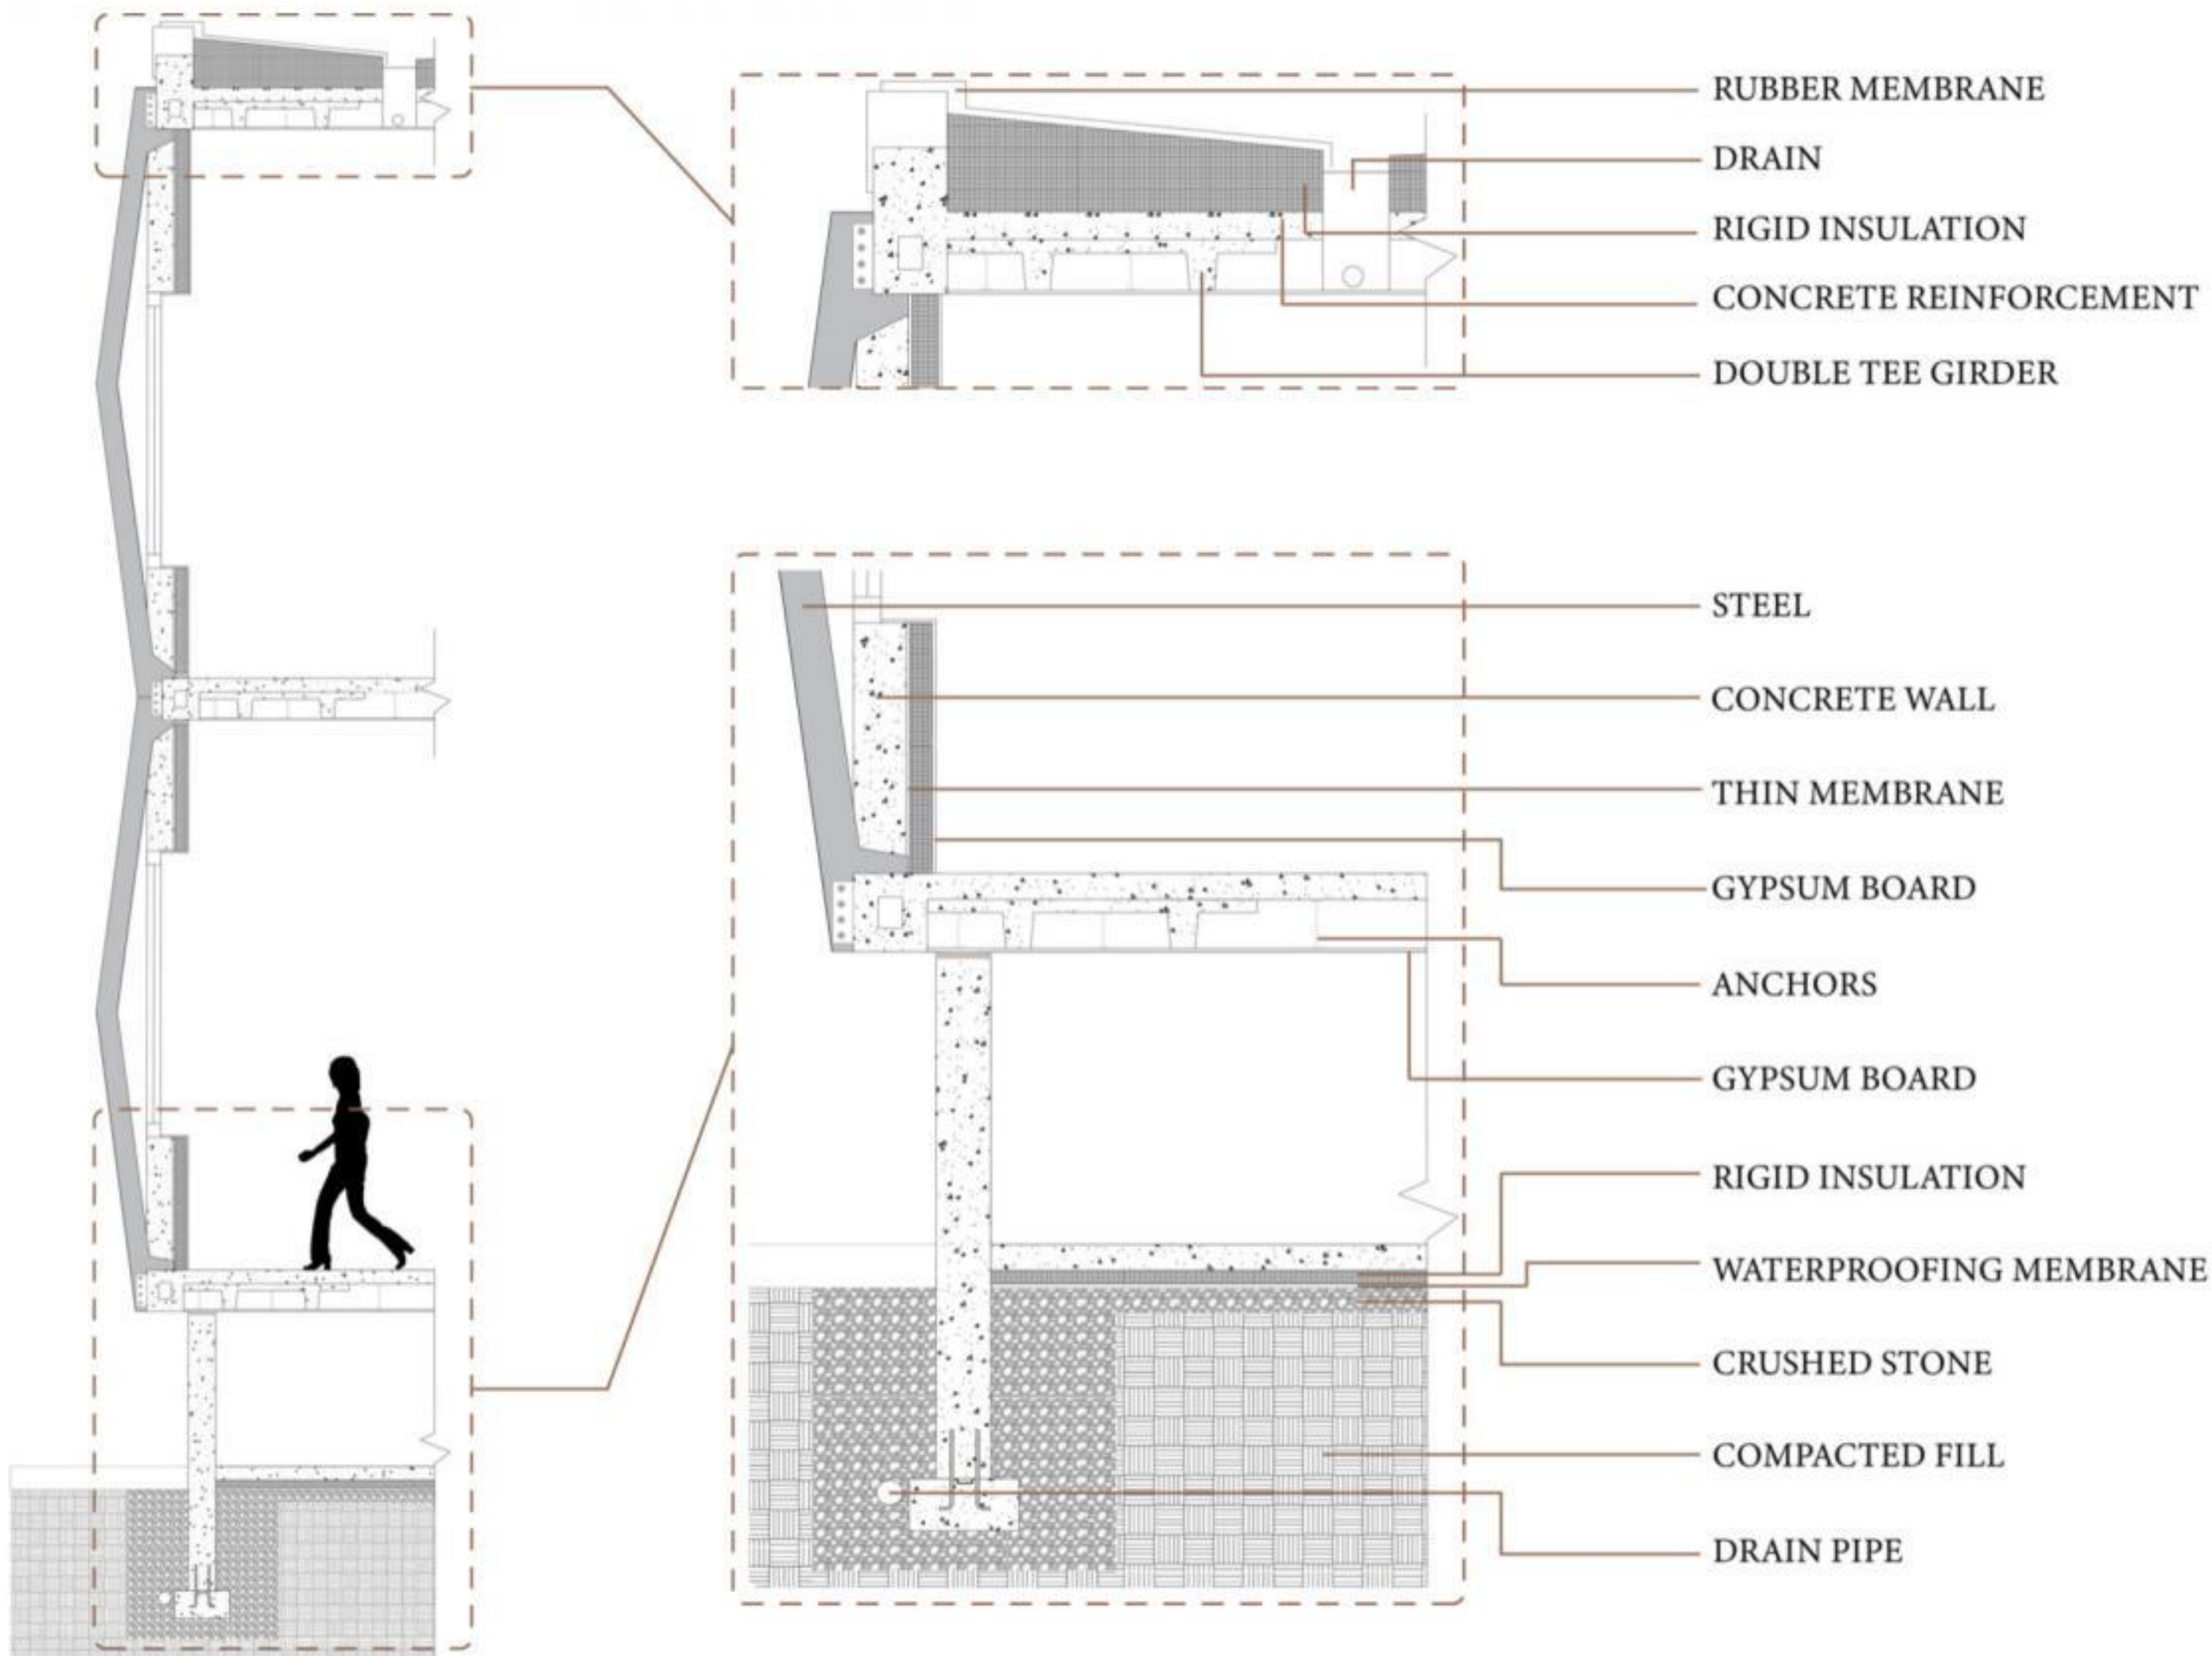 RUBBER MEMBRANE
DRAIN
RIGID INSULATION
CONCRETE REINFORCEMENT
DOUBLE TEE GIRDER
STEEL
CONCRETE WALL
THIN MEMBRANE
GYPSUM BOARD
ANCHORS
GYPSUM BOARD
RIGID INSULATION
WATERPROOFING MEMBRANE
CRUSHED STONE
COMPACTED FILL
DRAIN PIPE